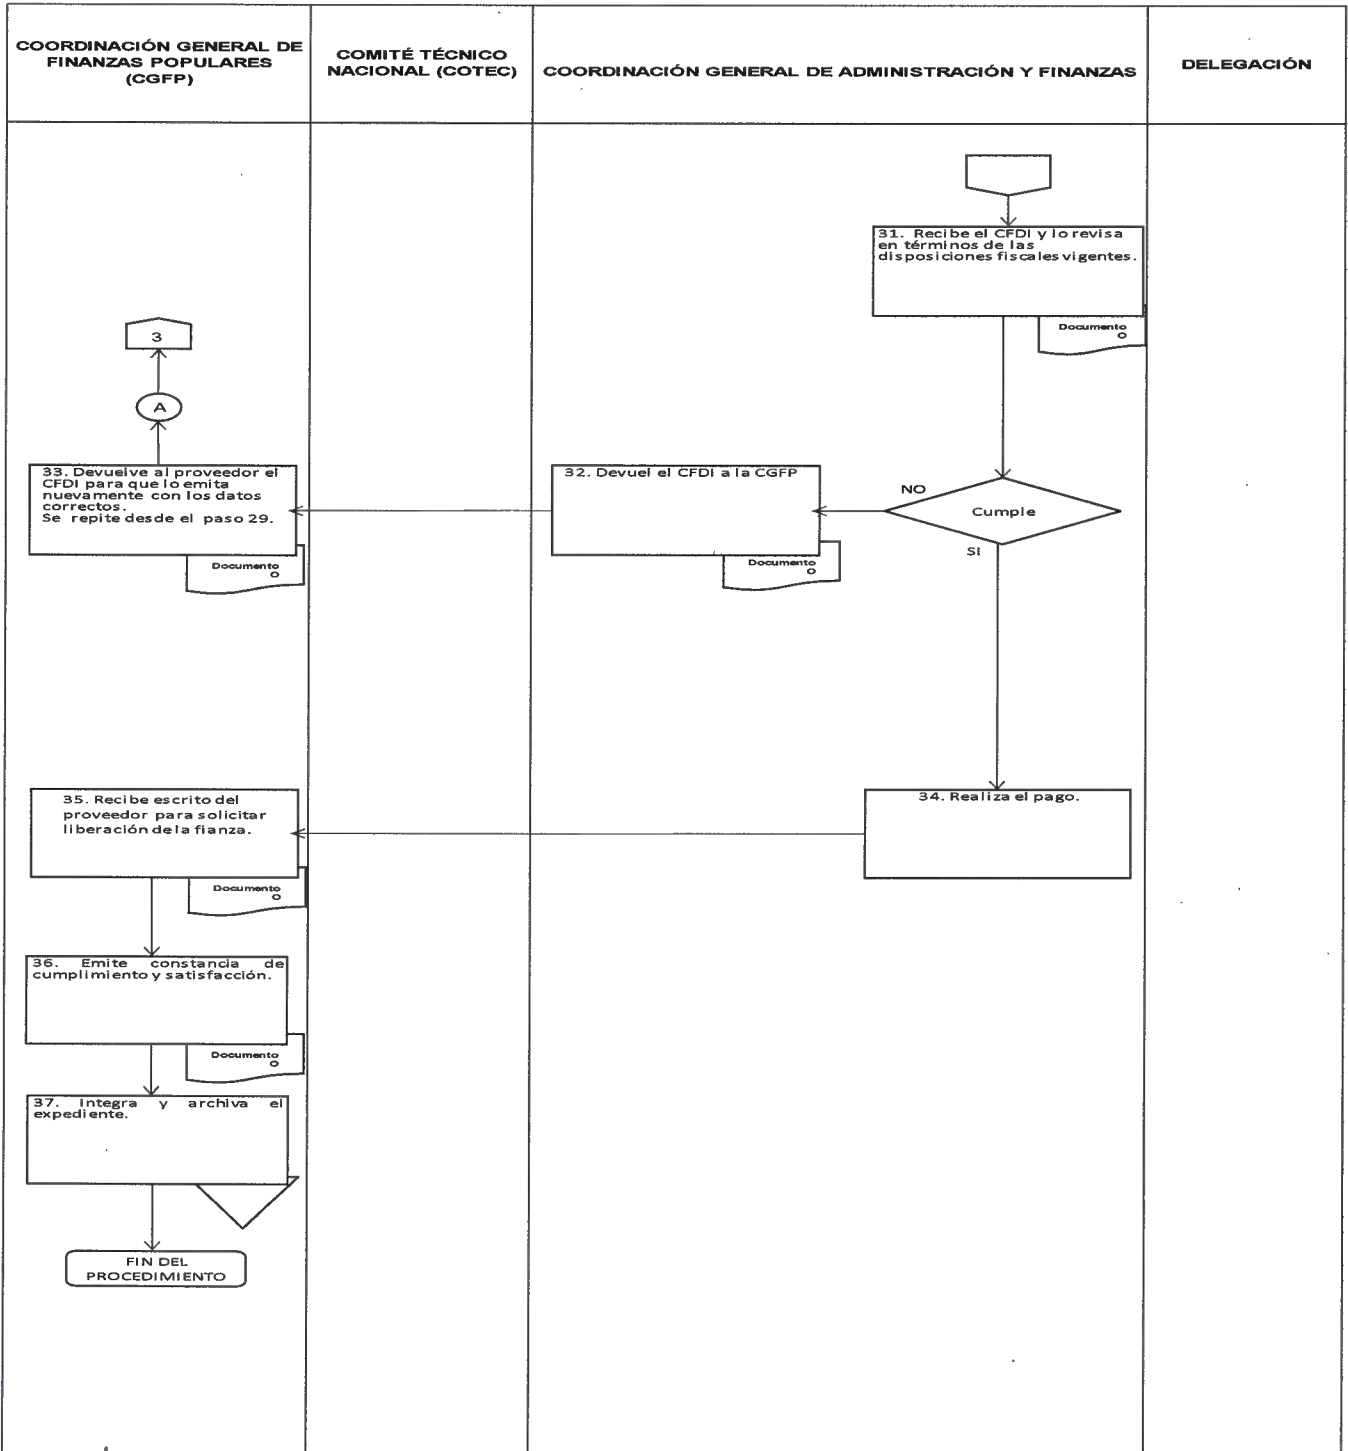 COORDINACIÓN GENERAL DE
FINANZAS POPULARES
(CGFP)
COMITÉ TÉCNICO
NACIONAL (COTEC)
COORDINACIÓN GENERAL DE ADMINISTRACIÓN Y FINANZAS
DELEGACIÓN
31. Recibe el CFDI y lo revisa
en términos de las
disposiciones fiscales vigentes.
Documento
O
3
A
33. Devuelve al proveedor el
CFDI para que lo emita
nuevamente con los datos
correctos.
Se repite desde el paso 29.
Documento
O
32. Devuel el CFDI a la CGFP
Documento
O
NO
Cumple
SI
35. Recibe escrito del
proveedor para solicitar
liberación de la fianza.
Documento
O
34. Realiza el pago.
36. Emite constancia de
cumplimiento y satisfacción.
Documento
O
37. Integra y archiva el
expediente.
FIN DEL
PROCEDIMIENTO